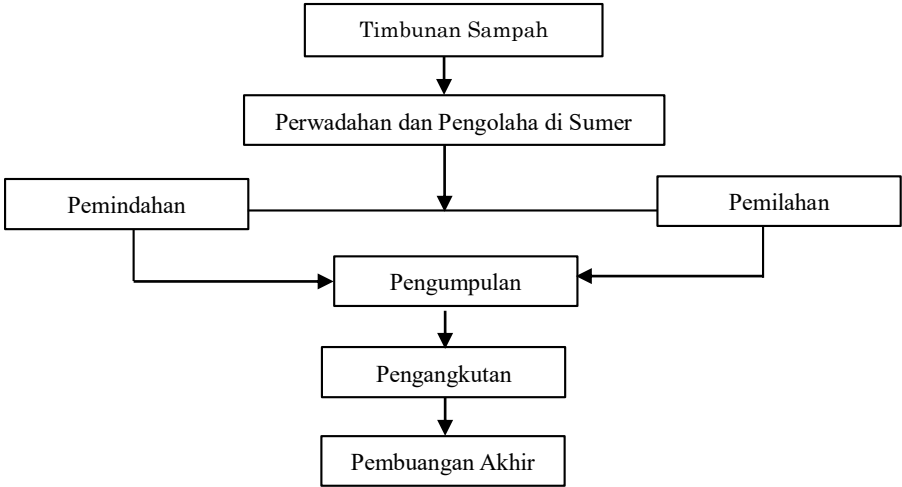 Timbunan Sampah
Perwadahan dan Pengolaha di Sumer
Pemindahan
Pemilahan
Pengumpulan
Pengangkutan
Pembuangan Akhir